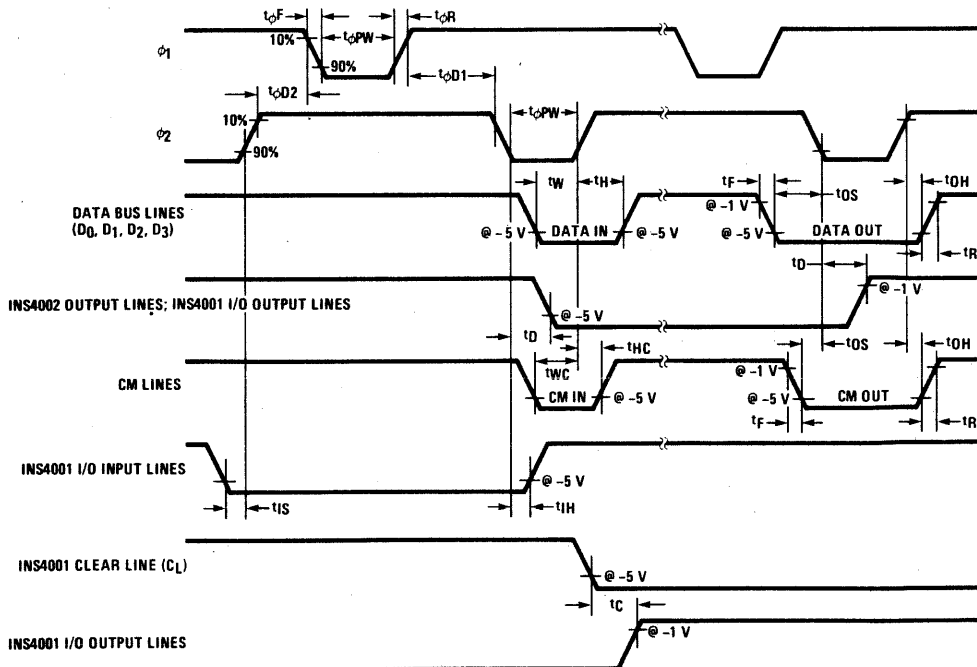 tϕF
tϕR
ϕ1
10%
tϕPW
90%
tϕD1
tϕD2
tϕPW
ϕ2
10%
90%
tW
tH
tF
tOS
tOH
DATA BUS LINES
(D0, D1, D2, D3)
@ –1 V
@ –5 V
DATA IN
@ –5 V
@ –5 V
DATA OUT
tR
tD
INS4002 OUTPUT LINES; INS4001 I/O OUTPUT LINES
@ –1 V
@ –5 V
tD
tHC
tOS
tOH
CM LINES
tWC
@ –1 V
CM IN
@ –5 V
@ –5 V
CM OUT
tF
tR
INS4001 I/O INPUT LINES
@ –5 V
tIS
tIH
INS4001 CLEAR LINE (CL)
@ –5 V
tC
INS4001 I/O OUTPUT LINES
@ –1 V